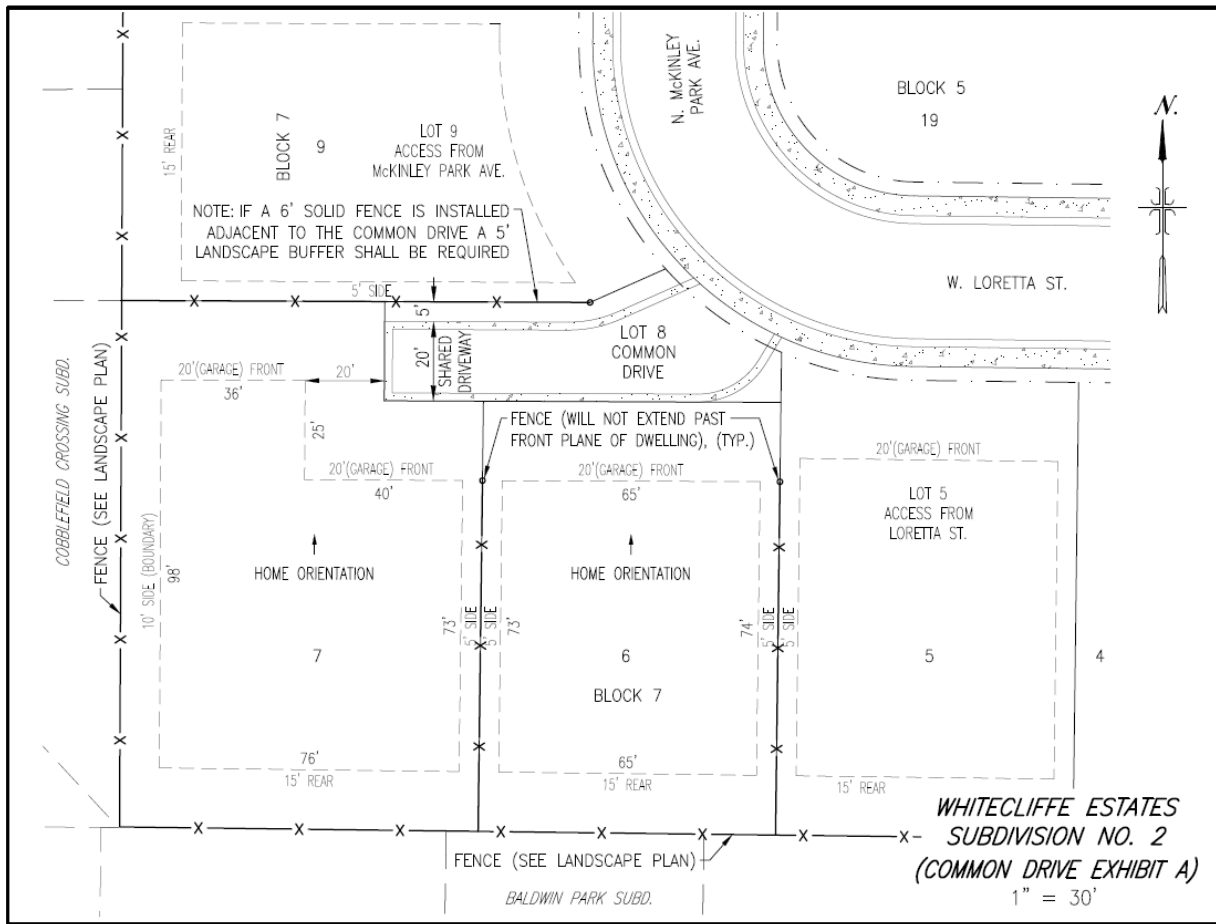 N. McKINLEY
PARK AVE.
BLOCK 5
19
N.
W. LORETTA ST.
15' REAR
BLOCK 7
9
LOT 9
ACCESS FROM
McKINLEY PARK AVE.
NOTE: IF A 6' SOLID FENCE IS INSTALLED
ADJACENT TO THE COMMON DRIVE A 5'
LANDSCAPE BUFFER SHALL BE REQUIRED
5' SIDE
5'
20'
SHARED
DRIVEWAY
LOT 8
COMMON
DRIVE
COBBLEFIELD CROSSING SUBD.
FENCE (SEE LANDSCAPE PLAN)
20'(GARAGE) FRONT
36'
20'
25'
20'(GARAGE) FRONT
40'
10' SIDE (BOUNDARY)
98'
HOME ORIENTATION
7
73'
5' SIDE
76'
15' REAR
FENCE (WILL NOT EXTEND PAST
FRONT PLANE OF DWELLING), (TYP.)
20'(GARAGE) FRONT
65'
HOME ORIENTATION
5' SIDE
73'
6
BLOCK 7
74'
5' SIDE
65'
15' REAR
20'(GARAGE) FRONT
LOT 5
ACCESS FROM
LORETTA ST.
5' SIDE
5
4
15' REAR
FENCE (SEE LANDSCAPE PLAN)
BALDWIN PARK SUBD.
WHITECLIFFE ESTATES
SUBDIVISION NO. 2
(COMMON DRIVE EXHIBIT A)
1" = 30'